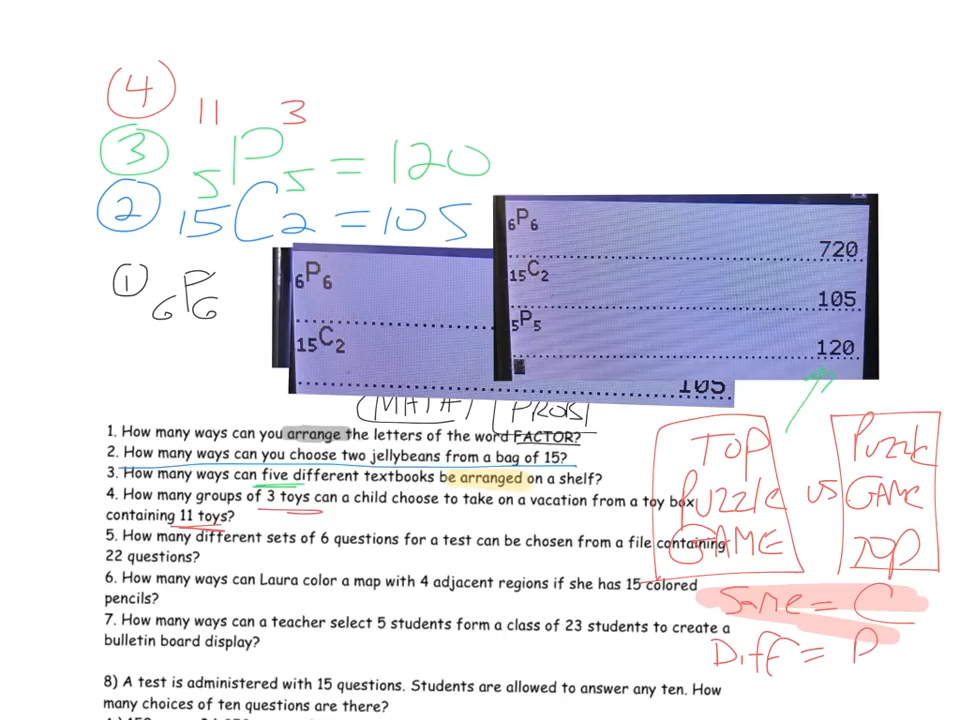 ④ 11 3
③ 5P5 = 120
② 15C2 = 105
① 6P6
6P6
15C2
105
6P6
720
15C2
105
5P5
120
(MATH) [PROB]
1. How many ways can you arrange the letters of the word FACTOR?
2. How many ways can you choose two jellybeans from a bag of 15?
3. How many ways can five different textbooks be arranged on a shelf?
4. How many groups of 3 toys can a child choose to take on a vacation from a toy box
containing 11 toys?
5. How many different sets of 6 questions for a test can be chosen from a file containing
22 questions?
6. How many ways can Laura color a map with 4 adjacent regions if she has 15 colored
pencils?
7. How many ways can a teacher select 5 students form a class of 23 students to create a
bulletin board display?
8) A test is administered with 15 questions. Students are allowed to answer any ten. How
many choices of ten questions are there?
TOP
PUZZLE
GAME
VS
PUZZLE
GAME
TOP
Same = C
Diff = P